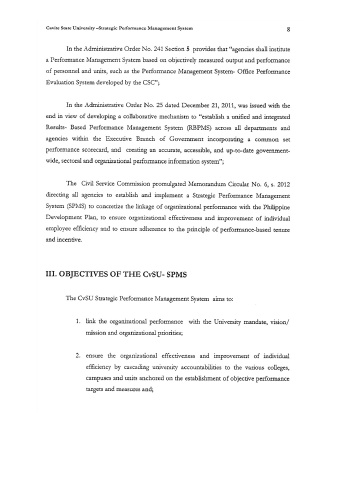 Cavite State University –Strategic Performance Management System 8
In the Administrative Order No. 241 Section 5 provides that "agencies shall institute
a Performance Management System based on objectively measured output and performance
of personnel and units, such as the Performance Management System- Office Performance
Evaluation System developed by the CSC";
In the Administrative Order No. 25 dated December 21, 2011, was issued with the
end in view of developing a collaborative mechanism to "establish a unified and integrated
Results- Based Performance Management System (RBPMS) across all departments and
agencies within the Executive Branch of Government incorporating a common set
performance scorecard, and creating an accurate, accessible, and up-to-date government-
wide, sectoral and organizational performance information system";
The Civil Service Commission promulgated Memorandum Circular No. 6, s. 2012
directing all agencies to establish and implement a Strategic Performance Management
System (SPMS) to concretize the linkage of organizational performance with the Philippine
Development Plan, to ensure organizational effectiveness and improvement of individual
employee efficiency and to ensure adherence to the principle of performance-based tenure
and incentive.
III. OBJECTIVES OF THE CvSU- SPMS
The CvSU Strategic Performance Management System aims to:
1. link the organizational performance with the University mandate, vision/
mission and organizational priorities;
2. ensure the organizational effectiveness and improvement of individual
efficiency by cascading university accountabilities to the various colleges,
campuses and units anchored on the establishment of objective performance
targets and measures and;